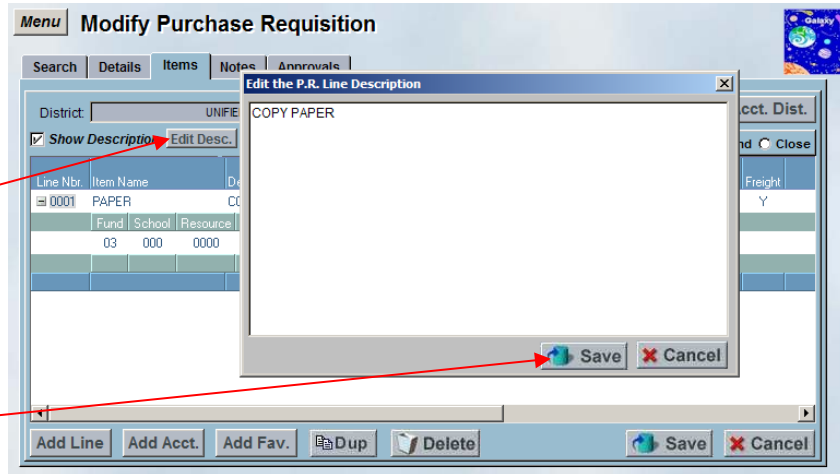 Menu Modify Purchase Requisition
Galaxy
Search Details Items Notes Approvals
Edit the P.R. Line Description
District: UNIFIE
COPY PAPER
Acct. Dist.
Show Description Edit Desc.
nd Close
Line Nbr. Item Name De Freight
0001 PAPER CO Y
Fund School Resource
03 000 0000
Save Cancel
Add Line Add Acct. Add Fav. Dup Delete Save Cancel